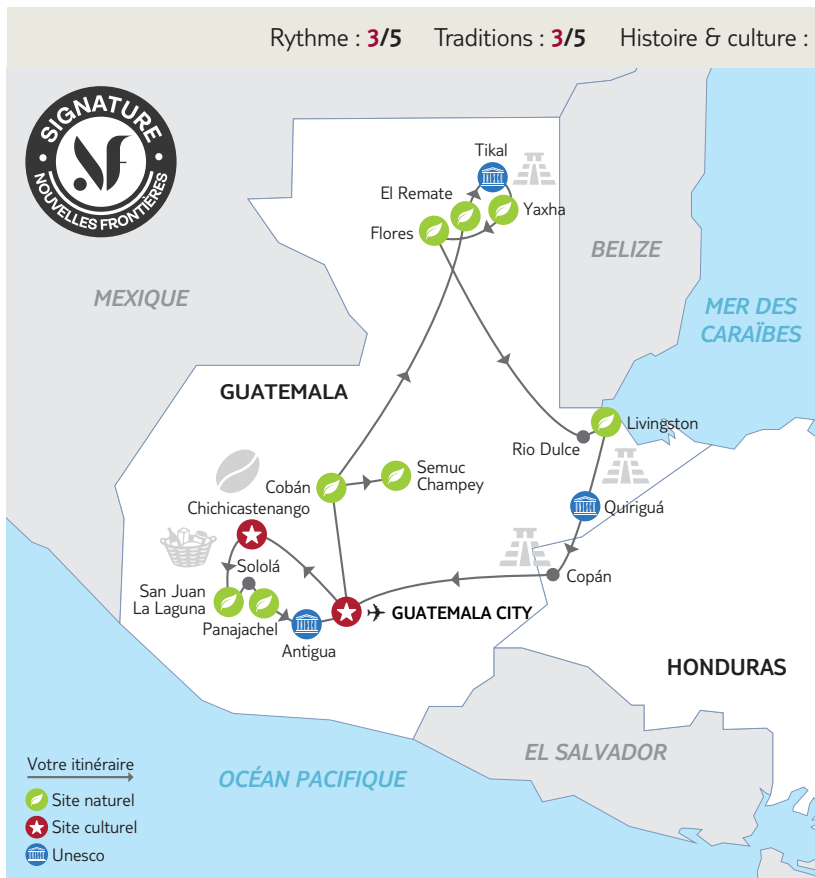 Rythme : 3/5 Traditions : 3/5 Histoire & culture :
SIGNATURE
NF
NOUVELLES FRONTIÈRES
Tikal
El Remate
Yaxha
Flores
BELIZE
MEXIQUE
MER DES
CARAÏBES
GUATEMALA
Livingston
Rio Dulce
Semuc
Champey
Cobán
Chichicastenango
Quiriguá
Sololá
Copán
San Juan
La Laguna
Panajachel
GUATEMALA CITY
Antigua
HONDURAS
EL SALVADOR
OCÉAN PACIFIQUE
Votre itinéraire
Site naturel
Site culturel
Unesco